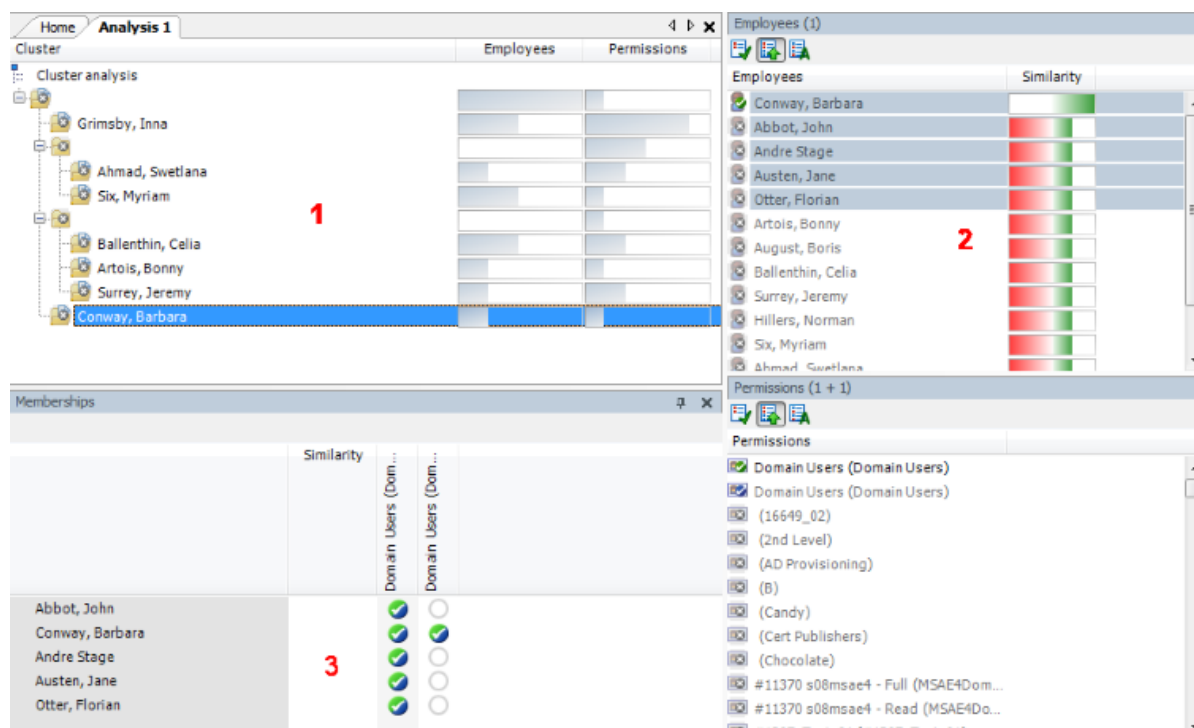 Home Analysis 1
Cluster Employees Permissions
Cluster analysis
Grimsby, Inna
Ahmad, Swetlana
Six, Myriam
1
Ballenthin, Celia
Artois, Bonny
Surrey, Jeremy
Conway, Barbara
Employees (1)
Employees Similarity
Conway, Barbara
Abbot, John
Andre Stage
Austen, Jane
Otter, Florian
Artois, Bonny
2
August, Boris
Ballenthin, Celia
Surrey, Jeremy
Hillers, Norman
Six, Myriam
Ahmad, Swetlana
Memberships
Similarity
Domain Users (Dom...
Domain Users (Dom...
Abbot, John
Conway, Barbara
Andre Stage
3
Austen, Jane
Otter, Florian
Permissions (1 + 1)
Permissions
Domain Users (Domain Users)
Domain Users (Domain Users)
(16649_02)
(2nd Level)
(AD Provisioning)
(B)
(Candy)
(Cert Publishers)
(Chocolate)
#11370 s08msae4 - Full (MSAE4Dom...
#11370 s08msae4 - Read (MSAE4Do...